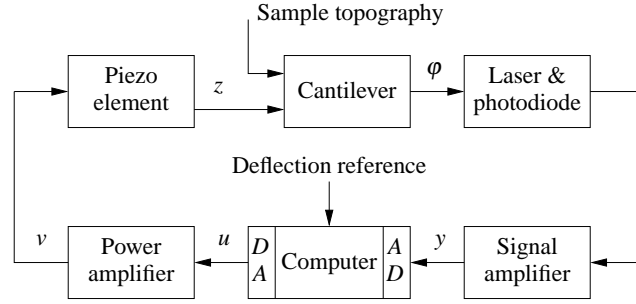 Sample topography
Piezo
element
z
Cantilever
φ
Laser &
photodiode
Deflection reference
v
Power
amplifier
u
D
A
Computer
A
D
y
Signal
amplifier